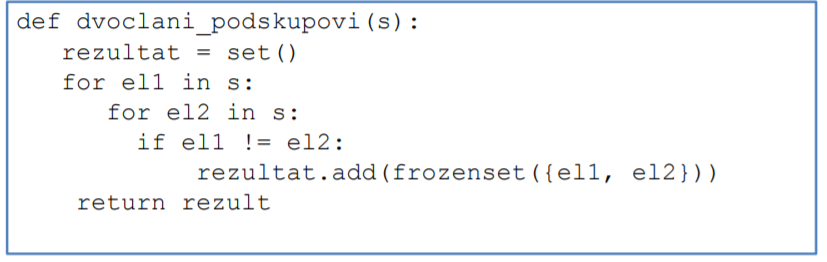 def dvoclani_podskupovi(s):
   rezultat = set()
   for el1 in s:
      for el2 in s:
        if el1 != el2:
            rezultat.add(frozenset({el1, el2}))
    return rezult